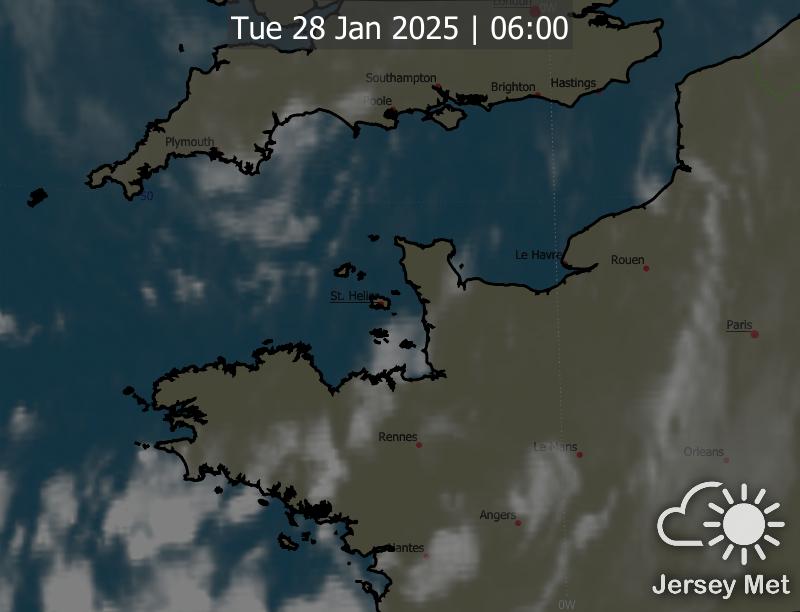 London
0W
Tue 28 Jan 2025 | 06:00
Southampton
Brighton
Hastings
Poole
Plymouth
50
Le Havre
Rouen
St. Helier
Paris
Rennes
Le Mans
Orleans
Angers
Nantes
Jersey Met
0W